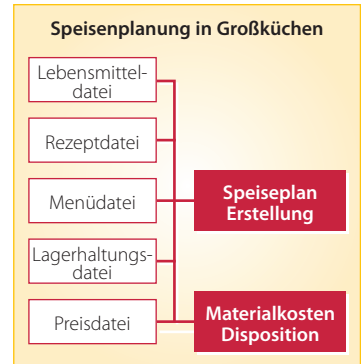 Speisenplanung in Großküchen
Lebensmittel-
datei
Rezeptdatei
Menüdatei
Speiseplan
Erstellung
Lagerhaltungs-
datei
Preisdatei
Materialkosten
Disposition